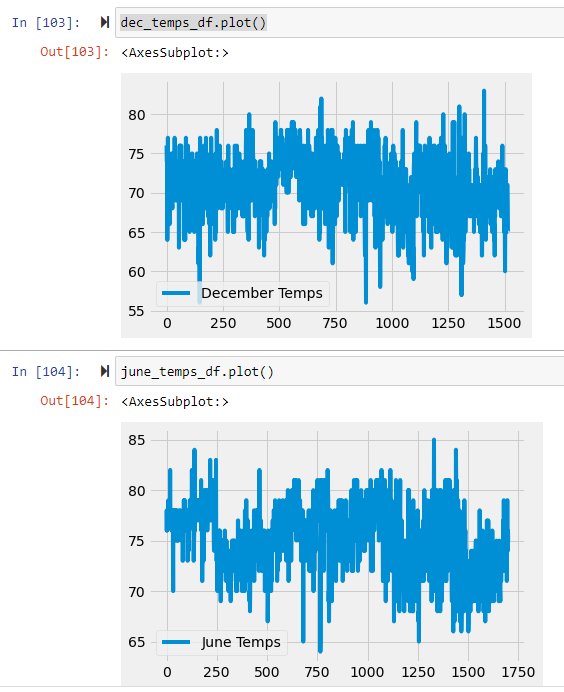 In [103]: dec_temps_df.plot()
Out[103]: <AxesSubplot:>
80
75
70
65
60
55
December Temps
0 250 500 750 1000 1250 1500
In [104]: june_temps_df.plot()
Out[104]: <AxesSubplot:>
85
80
75
70
65
June Temps
0 250 500 750 1000 1250 1500 1750